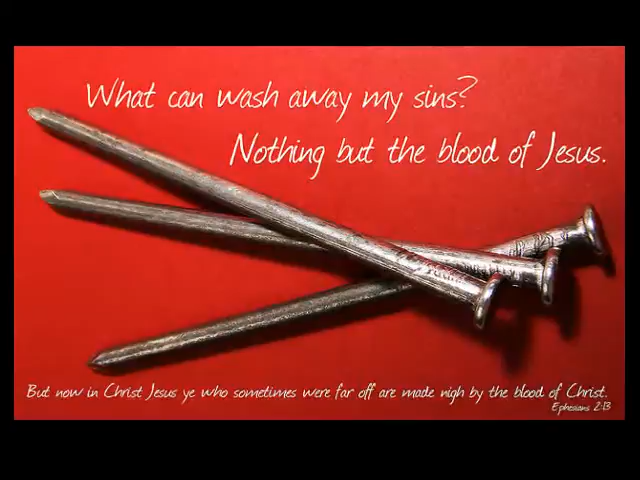 What can wash away my sins?
Nothing but the blood of Jesus.
But now in Christ Jesus ye who sometimes were far off are made nigh by the blood of Christ.
Ephesians 2:13